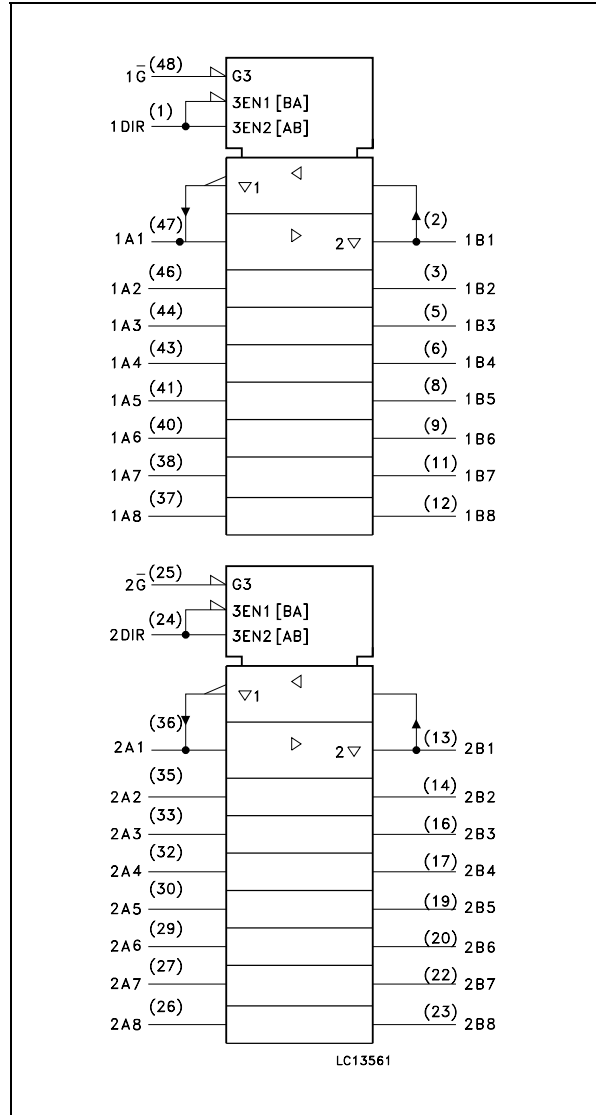 1G̅ (48) G3
3EN1 [BA]
1DIR (1) 3EN2 [AB]
▽1 ◁
1A1 (47) ▷ 2▽ (2) 1B1
1A2 (46) (3) 1B2
1A3 (44) (5) 1B3
1A4 (43) (6) 1B4
1A5 (41) (8) 1B5
1A6 (40) (9) 1B6
1A7 (38) (11) 1B7
1A8 (37) (12) 1B8
2G̅ (25) G3
3EN1 [BA]
2DIR (24) 3EN2 [AB]
▽1 ◁
2A1 (36) ▷ 2▽ (13) 2B1
2A2 (35) (14) 2B2
2A3 (33) (16) 2B3
2A4 (32) (17) 2B4
2A5 (30) (19) 2B5
2A6 (29) (20) 2B6
2A7 (27) (22) 2B7
2A8 (26) (23) 2B8
LC13561